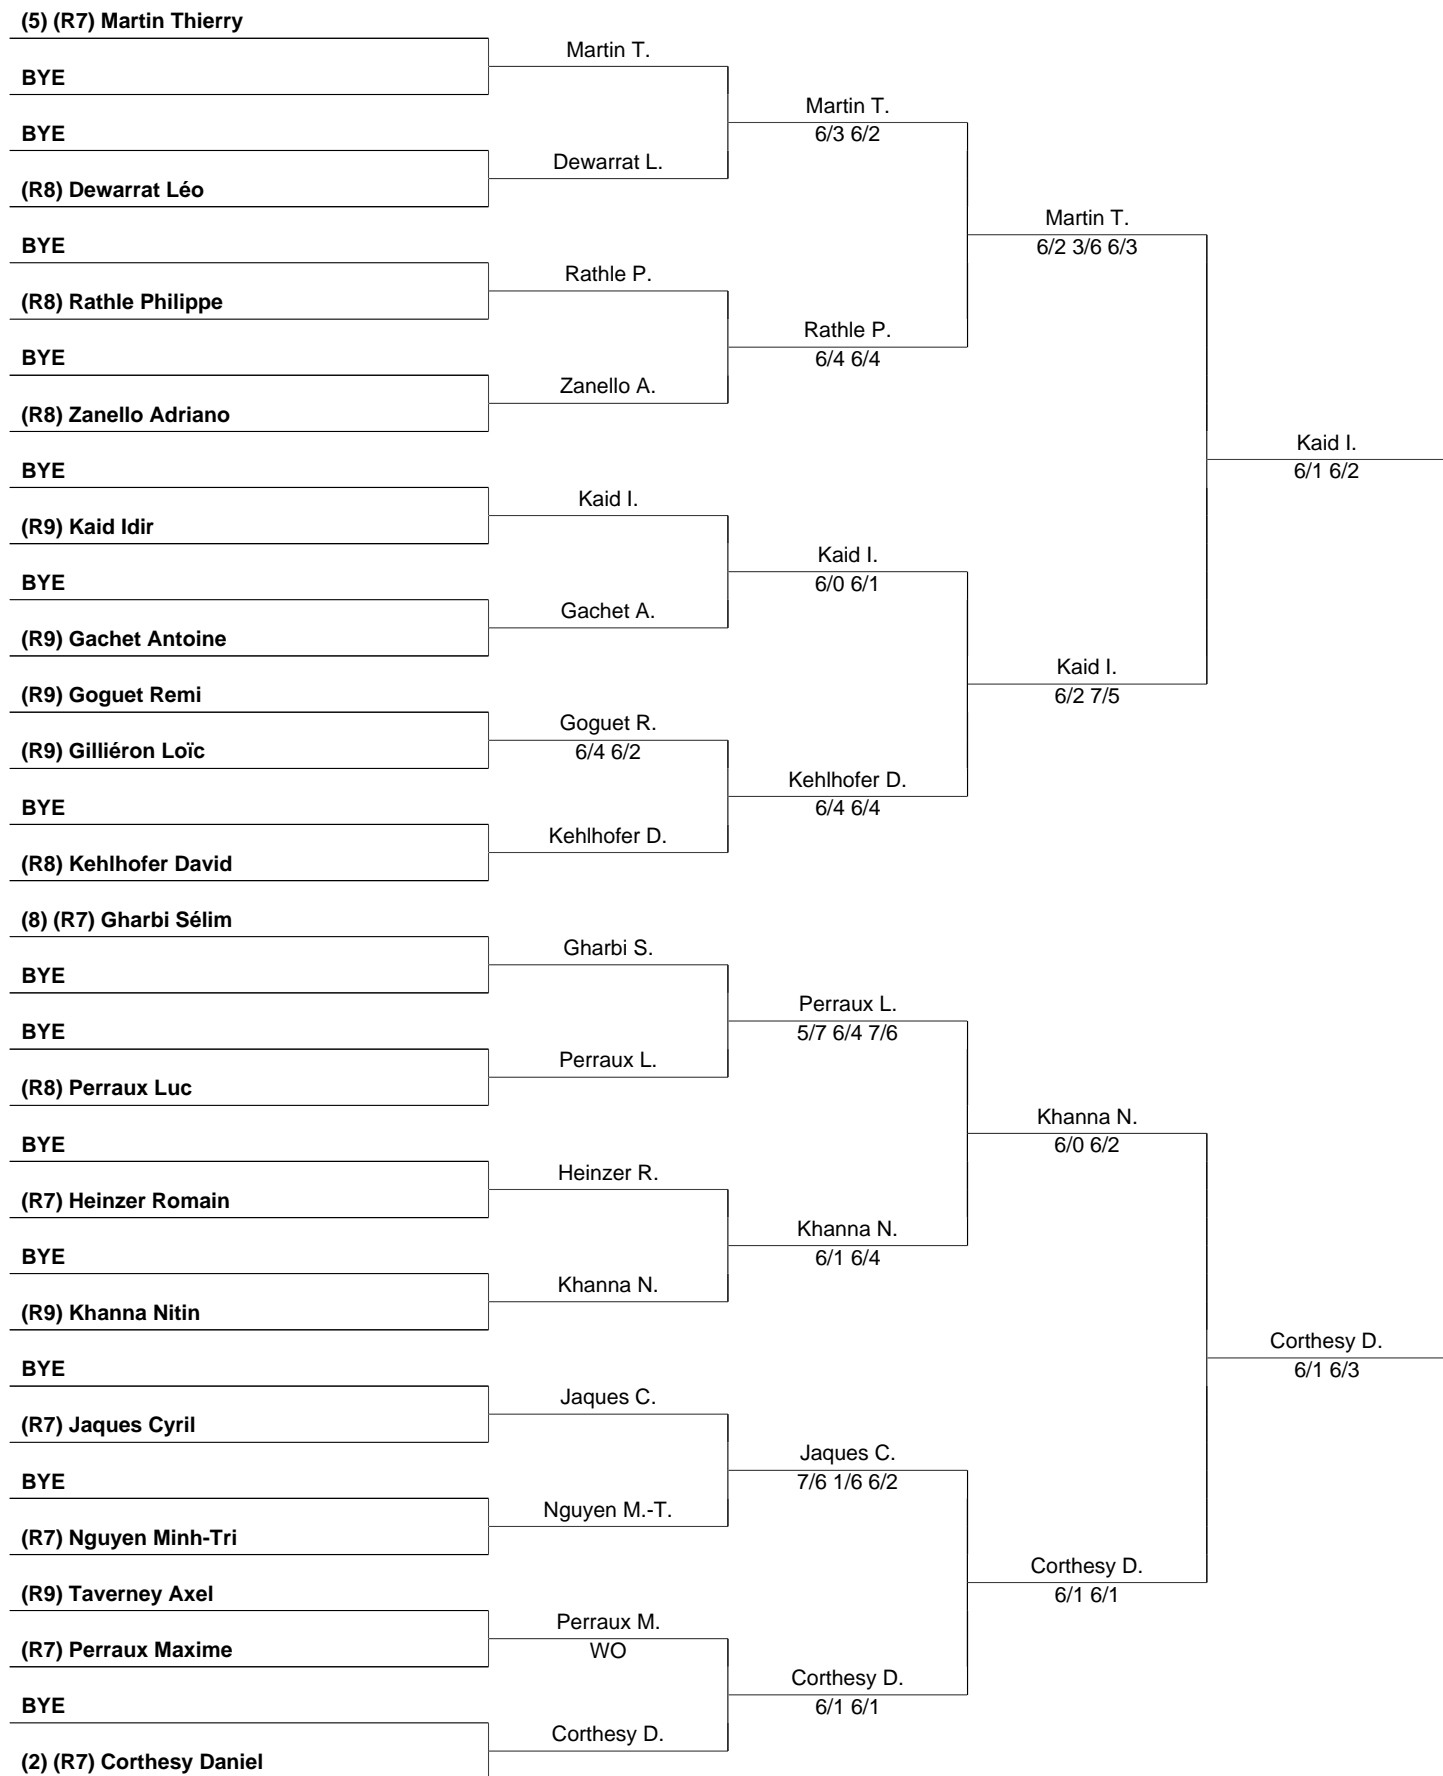 (5) (R7) Martin Thierry
Martin T.
BYE
Martin T.
6/3 6/2
BYE
Dewarrat L.
(R8) Dewarrat Léo
Martin T.
6/2 3/6 6/3
BYE
Rathle P.
(R8) Rathle Philippe
Rathle P.
6/4 6/4
BYE
Zanello A.
(R8) Zanello Adriano
Kaid I.
6/1 6/2
BYE
Kaid I.
(R9) Kaid Idir
Kaid I.
6/0 6/1
BYE
Gachet A.
(R9) Gachet Antoine
Kaid I.
6/2 7/5
(R9) Goguet Remi
Goguet R.
6/4 6/2
(R9) Gilliéron Loïc
Kehlhofer D.
6/4 6/4
BYE
Kehlhofer D.
(R8) Kehlhofer David
(8) (R7) Gharbi Sélim
Gharbi S.
BYE
Perraux L.
5/7 6/4 7/6
BYE
Perraux L.
(R8) Perraux Luc
Khanna N.
6/0 6/2
BYE
Heinzer R.
(R7) Heinzer Romain
Khanna N.
6/1 6/4
BYE
Khanna N.
(R9) Khanna Nitin
Corthesy D.
6/1 6/3
BYE
Jaques C.
(R7) Jaques Cyril
Jaques C.
7/6 1/6 6/2
BYE
Nguyen M.-T.
(R7) Nguyen Minh-Tri
Corthesy D.
6/1 6/1
(R9) Taverney Axel
Perraux M.
WO
(R7) Perraux Maxime
Corthesy D.
6/1 6/1
BYE
Corthesy D.
(2) (R7) Corthesy Daniel